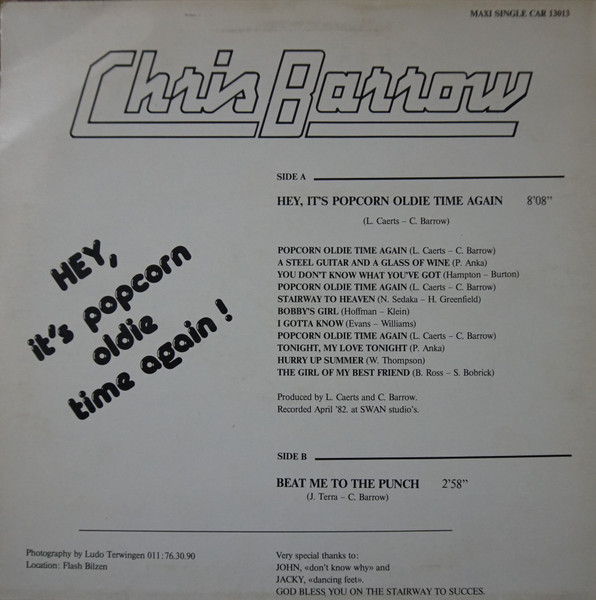 MAXI SINGLE CAR 13013
Chris Barrow
SIDE A
HEY, IT'S POPCORN OLDIE TIME AGAIN 8'08"
(L. Caerts – C. Barrow)
POPCORN OLDIE TIME AGAIN (L. Caerts – C. Barrow)
A STEEL GUITAR AND A GLASS OF WINE (P. Anka)
YOU DON'T KNOW WHAT YOU'VE GOT (Hampton – Burton)
POPCORN OLDIE TIME AGAIN (L. Caerts – C. Barrow)
STAIRWAY TO HEAVEN (N. Sedaka – H. Greenfield)
BOBBY'S GIRL (Hoffman – Klein)
I GOTTA KNOW (Evans – Williams)
POPCORN OLDIE TIME AGAIN (L. Caerts – C. Barrow)
TONIGHT, MY LOVE TONIGHT (P. Anka)
HURRY UP SUMMER (W. Thompson)
THE GIRL OF MY BEST FRIEND (B. Ross – S. Bobrick)
Produced by L. Caerts and C. Barrow.
Recorded April '82. at SWAN studio's.
HEY,
it's popcorn
oldie
time again!
SIDE B
BEAT ME TO THE PUNCH 2'58"
(J. Terra – C. Barrow)
Photography by Ludo Terwingen 011:76.30.90
Location: Flash Bilzen
Very special thanks to:
JOHN, «don't know why» and
JACKY, «dancing feet».
GOD BLESS YOU ON THE STAIRWAY TO SUCCES.